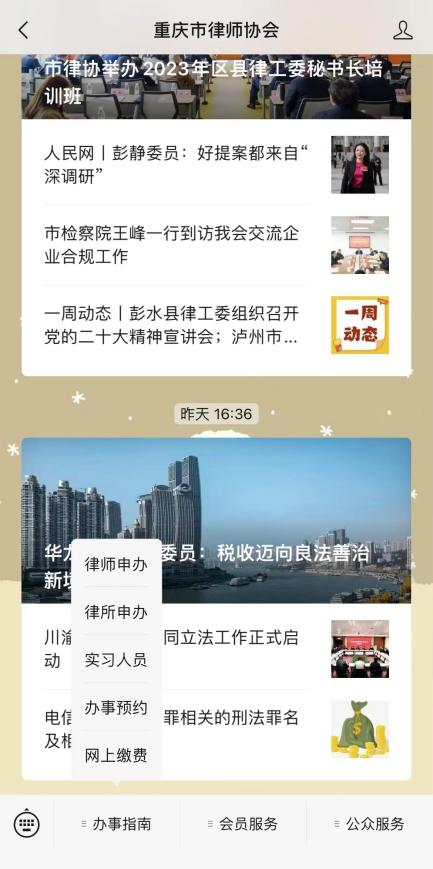 重庆市律师协会
市律协举办2023年区县律工委秘书长培
训班
人民网丨彭静委员：好提案都来自“
深调研”
市检察院王峰一行到访我会交流企
业合规工作
一周动态丨彭水县律工委组织召开
党的二十大精神宣讲会；泸州市...
一周
动态
昨天 16:36
委员：税收迈向良法善治
新
川渝
同立法工作正式启
动
电信
罪相关的刑法罪名
及相
律师申办
律所申办
实习人员
办事预约
网上缴费
办事指南
会员服务
公众服务